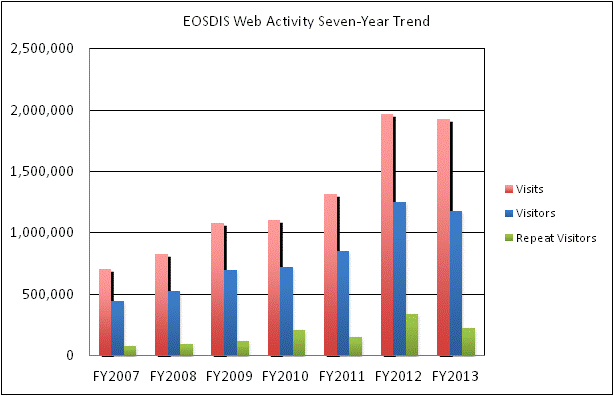 EOSDIS Web Activity Seven-Year Trend
2,500,000
2,000,000
1,500,000
1,000,000
500,000
0
Visits
Visitors
Repeat Visitors
FY2007 FY2008 FY2009 FY2010 FY2011 FY2012 FY2013